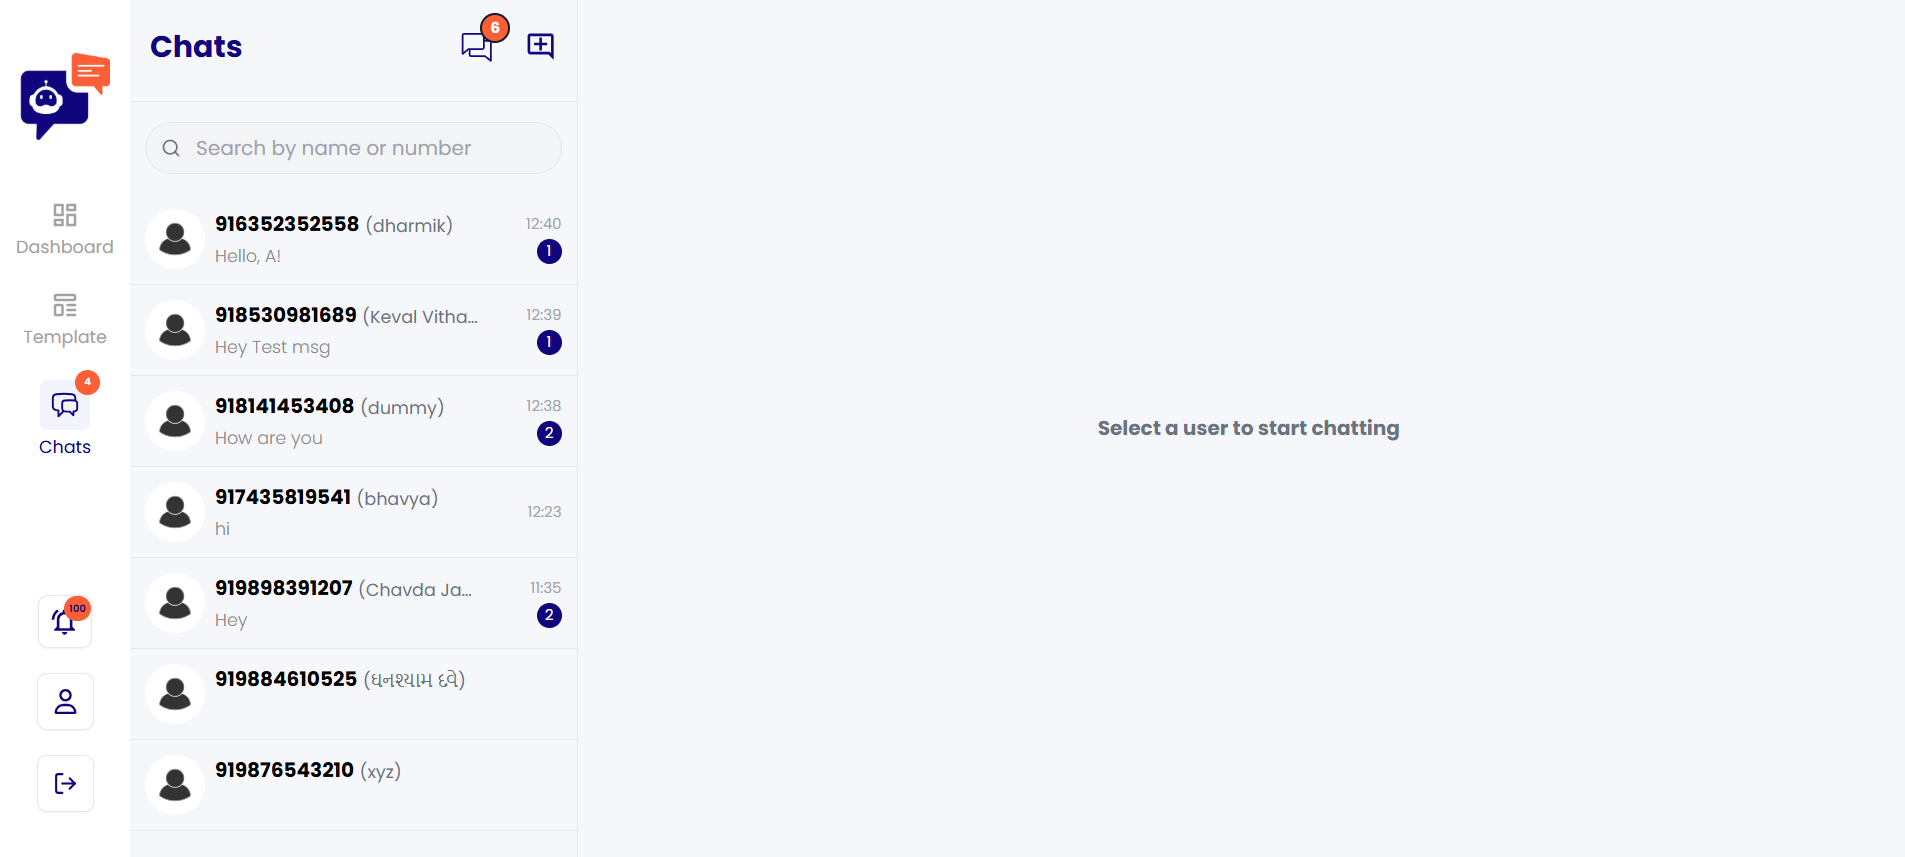 Chats
6
Search by name or number
Dashboard
Template
4
Chats
100
916352352558 (dharmik) 12:40
Hello, A! 1
918530981689 (Keval Vitha... 12:39
Hey Test msg 1
918141453408 (dummy) 12:38
How are you 2
917435819541 (bhavya) 12:23
hi
919898391207 (Chavda Ja... 11:35
Hey 2
919884610525 (ઘનશ્યામ દવે)
919876543210 (xyz)
Select a user to start chatting